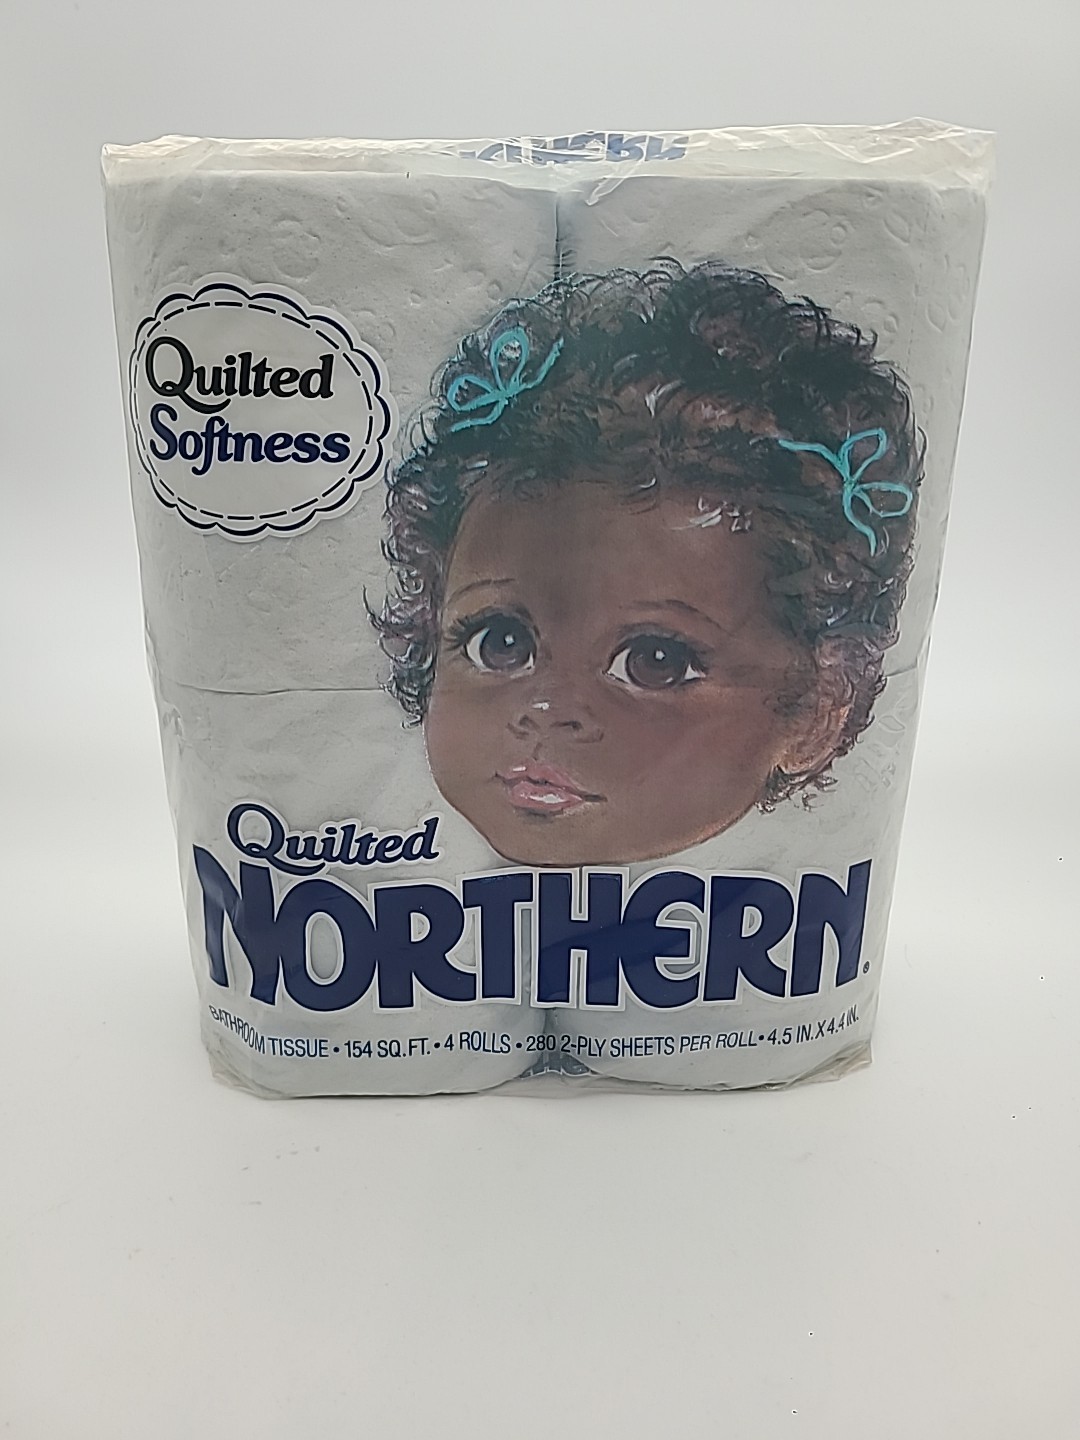 NORTHERN
Quilted
Softness
Quilted
NORTHERN®
BATHROOM TISSUE • 154 SQ.FT. • 4 ROLLS • 280 2-PLY SHEETS PER ROLL • 4.5 IN. X 4.4 IN.